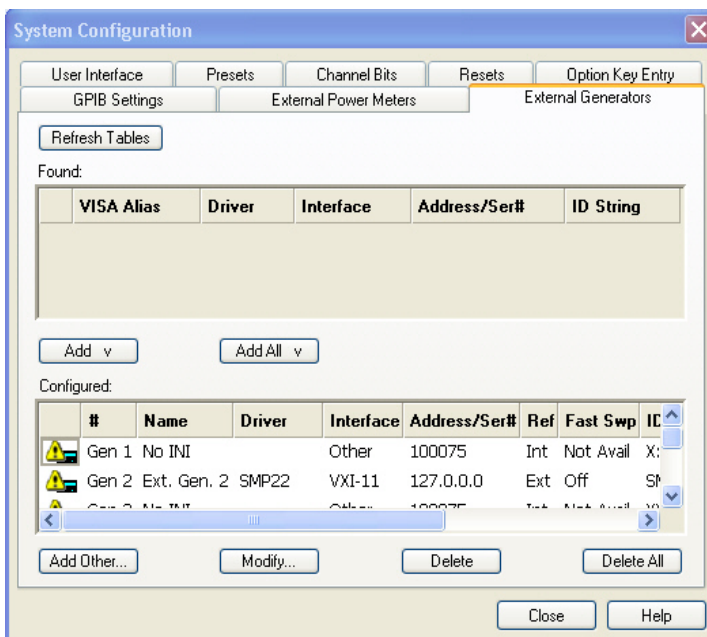 System Configuration
User Interface Presets Channel Bits Resets Option Key Entry
GPIB Settings External Power Meters External Generators
Refresh Tables
Found:
VISA Alias Driver Interface Address/Ser# ID String
Add v Add All v
Configured:
# Name Driver Interface Address/Ser# Ref Fast Swp
Gen 1 No INI Other 100075 Int Not Avail X:
Gen 2 Ext. Gen. 2 SMP22 VXI-11 127.0.0.0 Ext Off
Add Other... Modify... Delete Delete All
Close Help